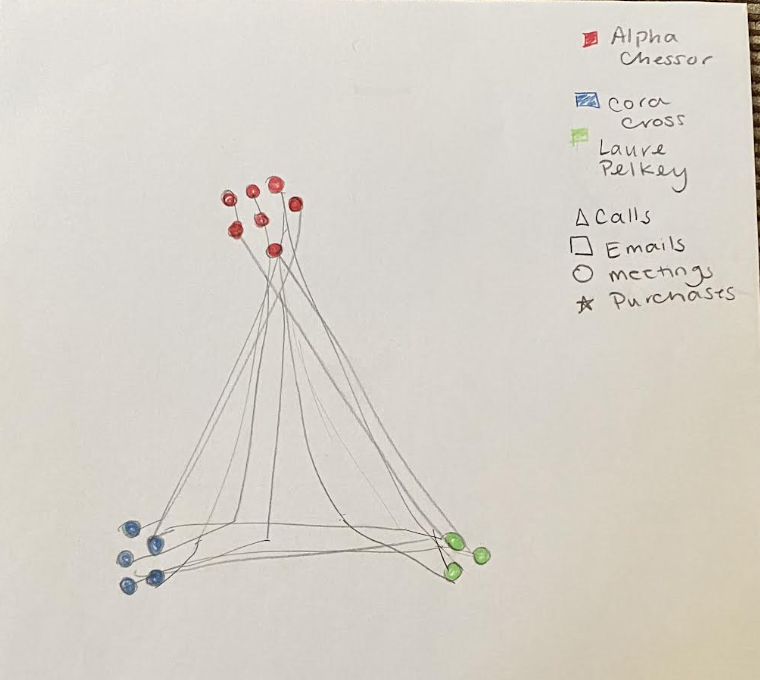 Alpha
Chessor
Cora
Cross
Laure
Pelkey
Calls
Emails
meetings
Purchases